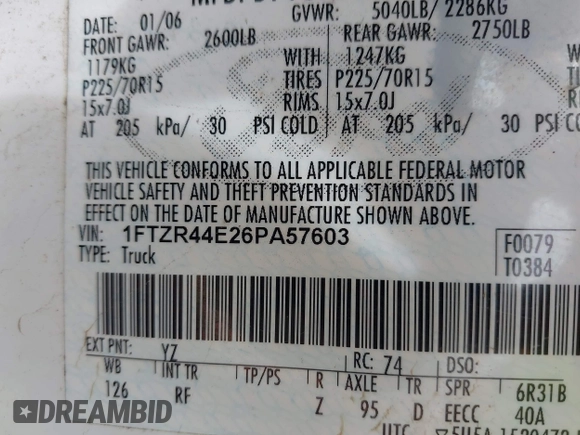 DATE: 01/06 GVWR: 5040LB/ 2286KG
FRONT GAWR: 2600LB REAR GAWR: 2750LB
1179KG WITH 1247KG
P225/70R15 TIRES P225/70R15
15x7.0J RIMS 15x7.0J
AT 205 kPa/ 30 PSI COLD AT 205 kPa/ 30 PSI COL
THIS VEHICLE CONFORMS TO ALL APPLICABLE FEDERAL MOTOR
VEHICLE SAFETY AND THEFT PREVENTION STANDARDS IN
EFFECT ON THE DATE OF MANUFACTURE SHOWN ABOVE.
VIN: 1FTZR44E26PA57603 F0079
TYPE: Truck T0384
EXT PNT: YZ RC: 74 DSO:
WB INT TR TP/PS R AXLE TR SPR 6R31B
126 RF Z 95 D EECC 40A
UTC
DREAMBID